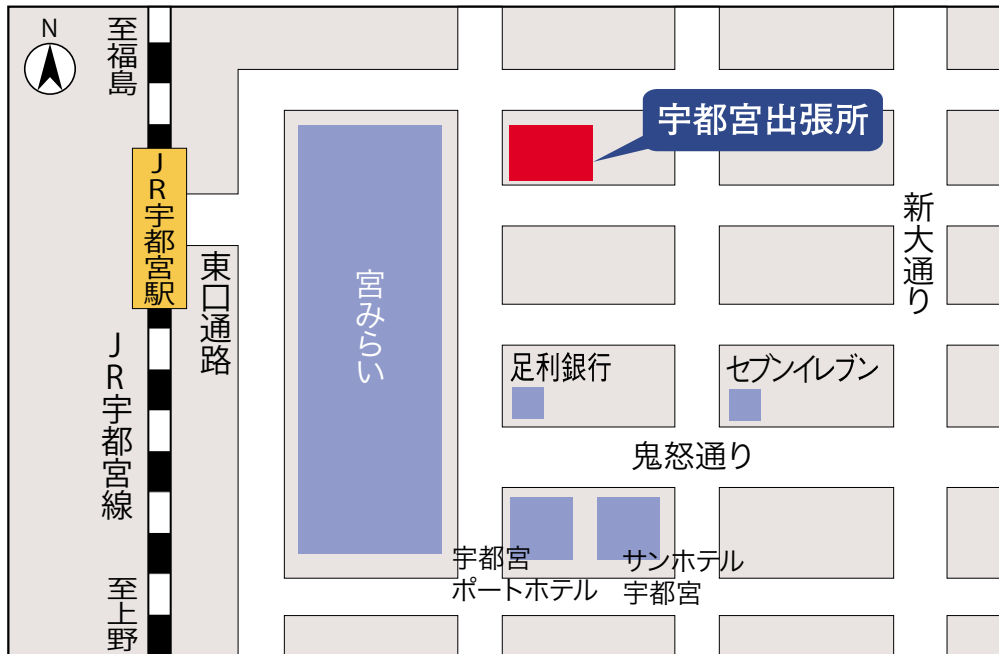 N
至福島
宇都宮出張所
JR宇都宮駅
新大通り
東口通路
宮みらい
JR宇都宮線
足利銀行
セブンイレブン
鬼怒通り
宇都宮
ポートホテル
サンホテル
宇都宮
至上野